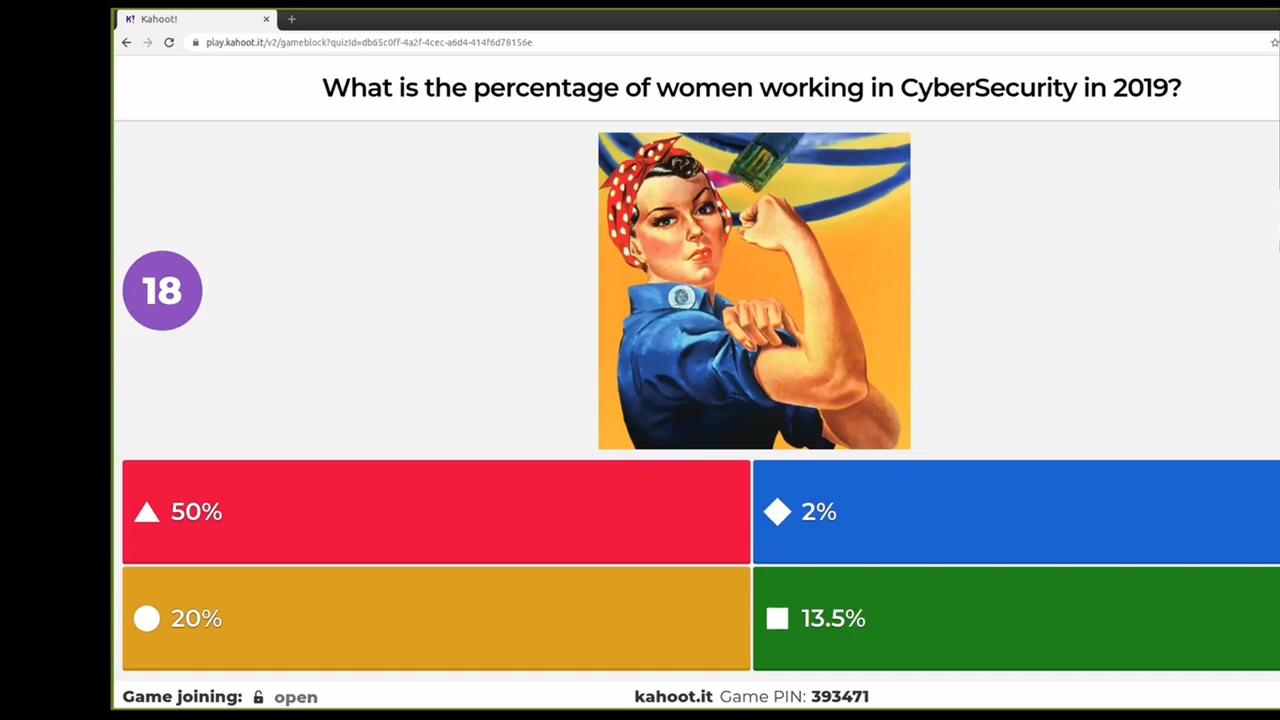 K! Kahoot!
play.kahoot.it/v2/gameblock?quizId=db65c0ff-4a2f-4cec-a6d4-414f6d78156e
What is the percentage of women working in CyberSecurity in 2019?
18
50%
2%
20%
13.5%
Game joining: open
kahoot.it Game PIN: 393471